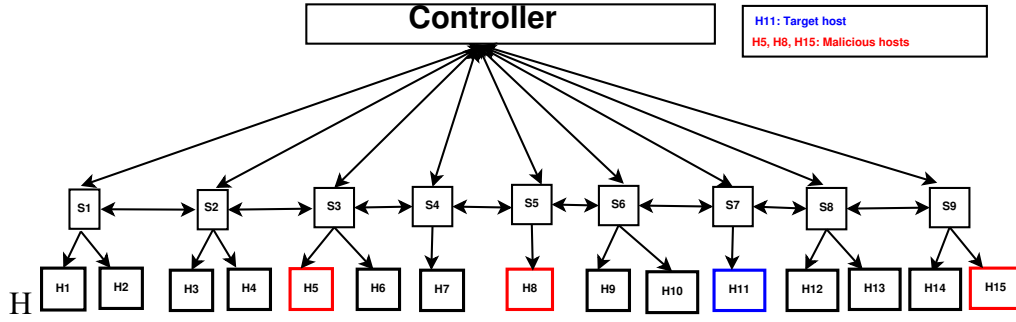 Controller
H11: Target host
H5, H8, H15: Malicious hosts
S1 S2 S3 S4 S5 S6 S7 S8 S9
H H1 H2 H3 H4 H5 H6 H7 H8 H9 H10 H11 H12 H13 H14 H15